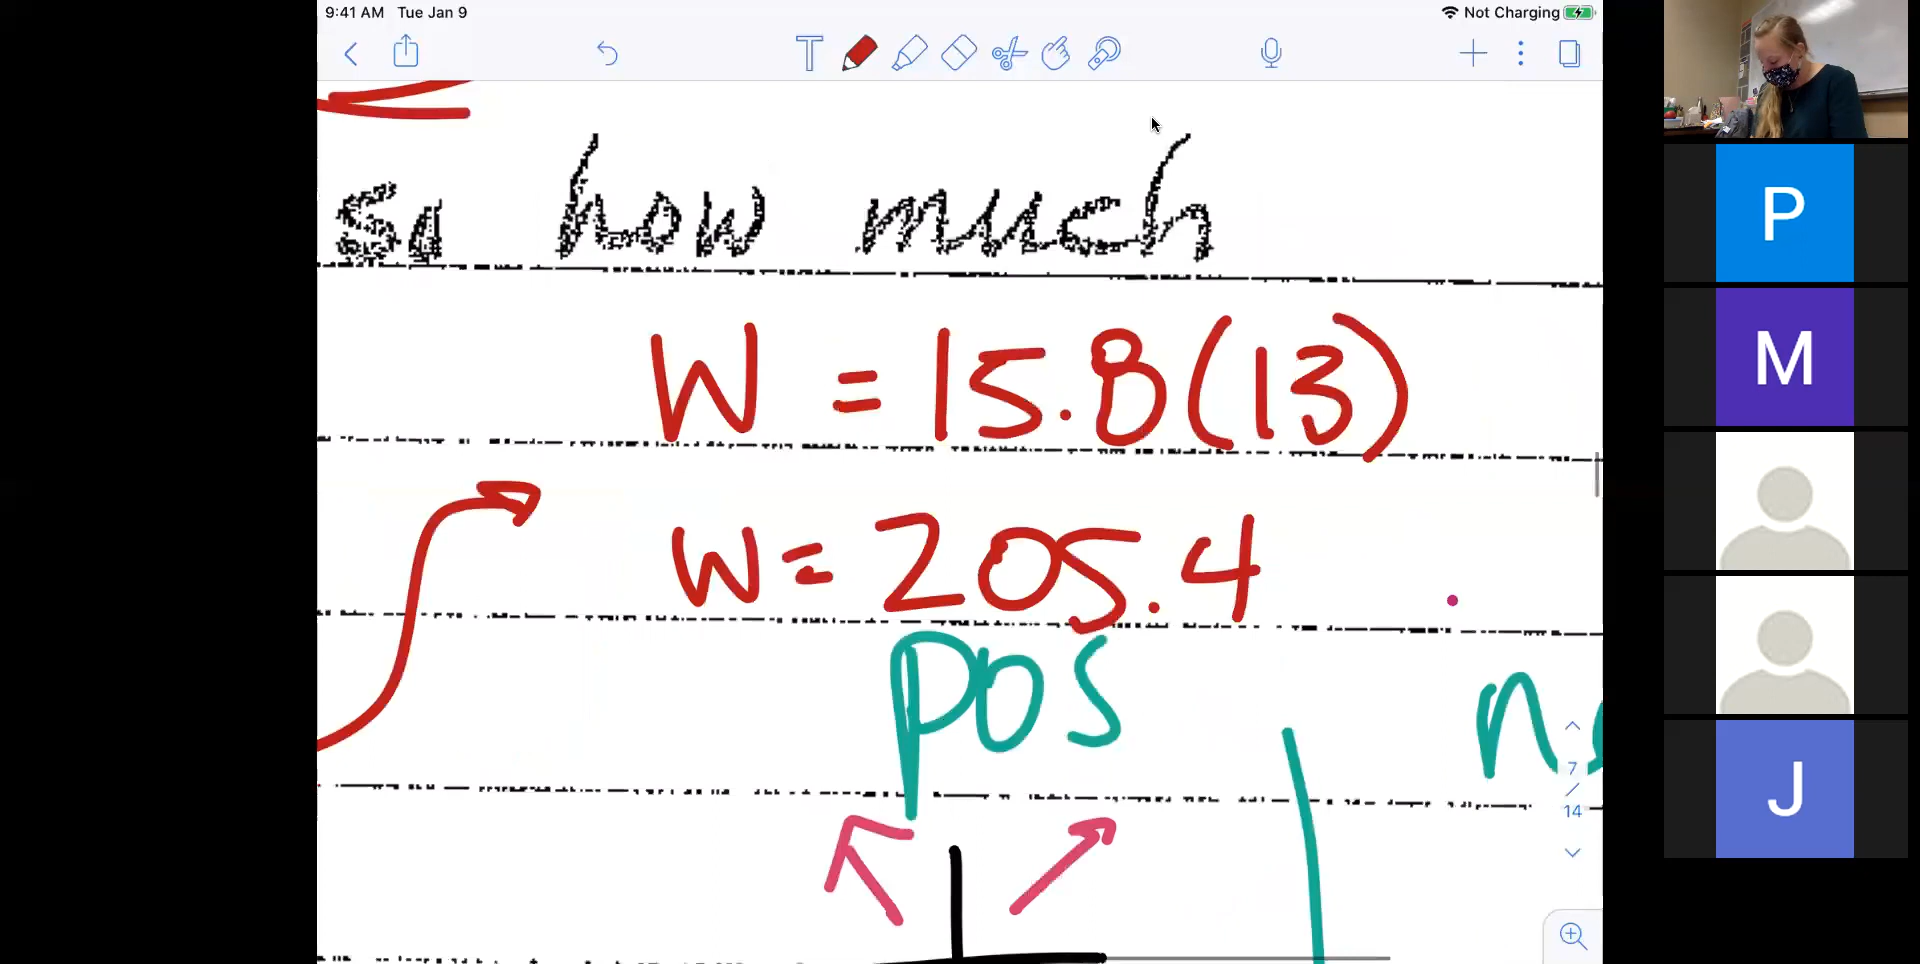 9:41 AM Tue Jan 9
Not Charging
T
so how much
W = 15.8(13)
W = 205.4
pos
7
/
14
P
M
J